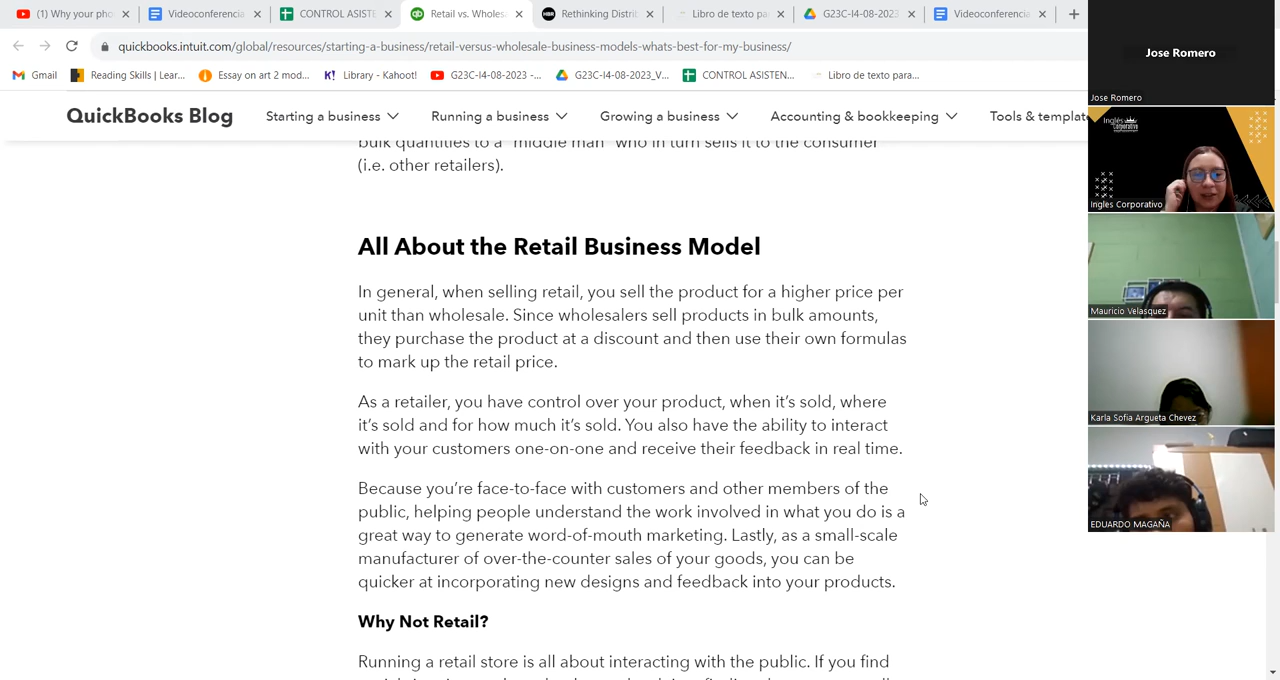 (1) Why your pho
Videoconferencia
CONTROL ASISTE
Retail vs. Wholes
Rethinking Distri
Libro de texto pa
G23C-I4-08-2023
Videoconferencia
quickbooks.intuit.com/global/resources/starting-a-business/retail-versus-wholesale-business-models-whats-best-for-my-business/
Gmail
Reading Skills | Lear...
Essay on art 2 mod...
Library - Kahoot!
G23C-I4-08-2023 -...
G23C-I4-08-2023_V...
CONTROL ASISTEN...
Libro de texto para...
QuickBooks Blog
Starting a business
Running a business
Growing a business
Accounting & bookkeeping
Tools & template
bulk quantities to a "middle man" who in turn sells it to the consumer
(i.e. other retailers).
All About the Retail Business Model
In general, when selling retail, you sell the product for a higher price per
unit than wholesale. Since wholesalers sell products in bulk amounts,
they purchase the product at a discount and then use their own formulas
to mark up the retail price.
As a retailer, you have control over your product, when it's sold, where
it's sold and for how much it's sold. You also have the ability to interact
with your customers one-on-one and receive their feedback in real time.
Because you're face-to-face with customers and other members of the
public, helping people understand the work involved in what you do is a
great way to generate word-of-mouth marketing. Lastly, as a small-scale
manufacturer of over-the-counter sales of your goods, you can be
quicker at incorporating new designs and feedback into your products.
Why Not Retail?
Running a retail store is all about interacting with the public. If you find
Jose Romero
Jose Romero
Inglés
Corporativo
Ingles Corporativo
Mauricio Velasquez
Karla Sofia Argueta Chevez
EDUARDO MAGAÑA